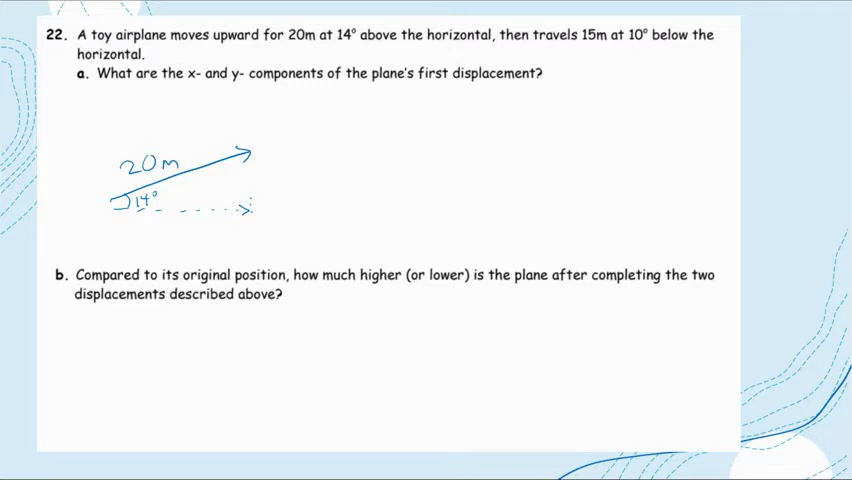 22. A toy airplane moves upward for 20m at 14° above the horizontal, then travels 15m at 10° below the
horizontal.
a. What are the x- and y- components of the plane's first displacement?
20m
14°
b. Compared to its original position, how much higher (or lower) is the plane after completing the two
displacements described above?